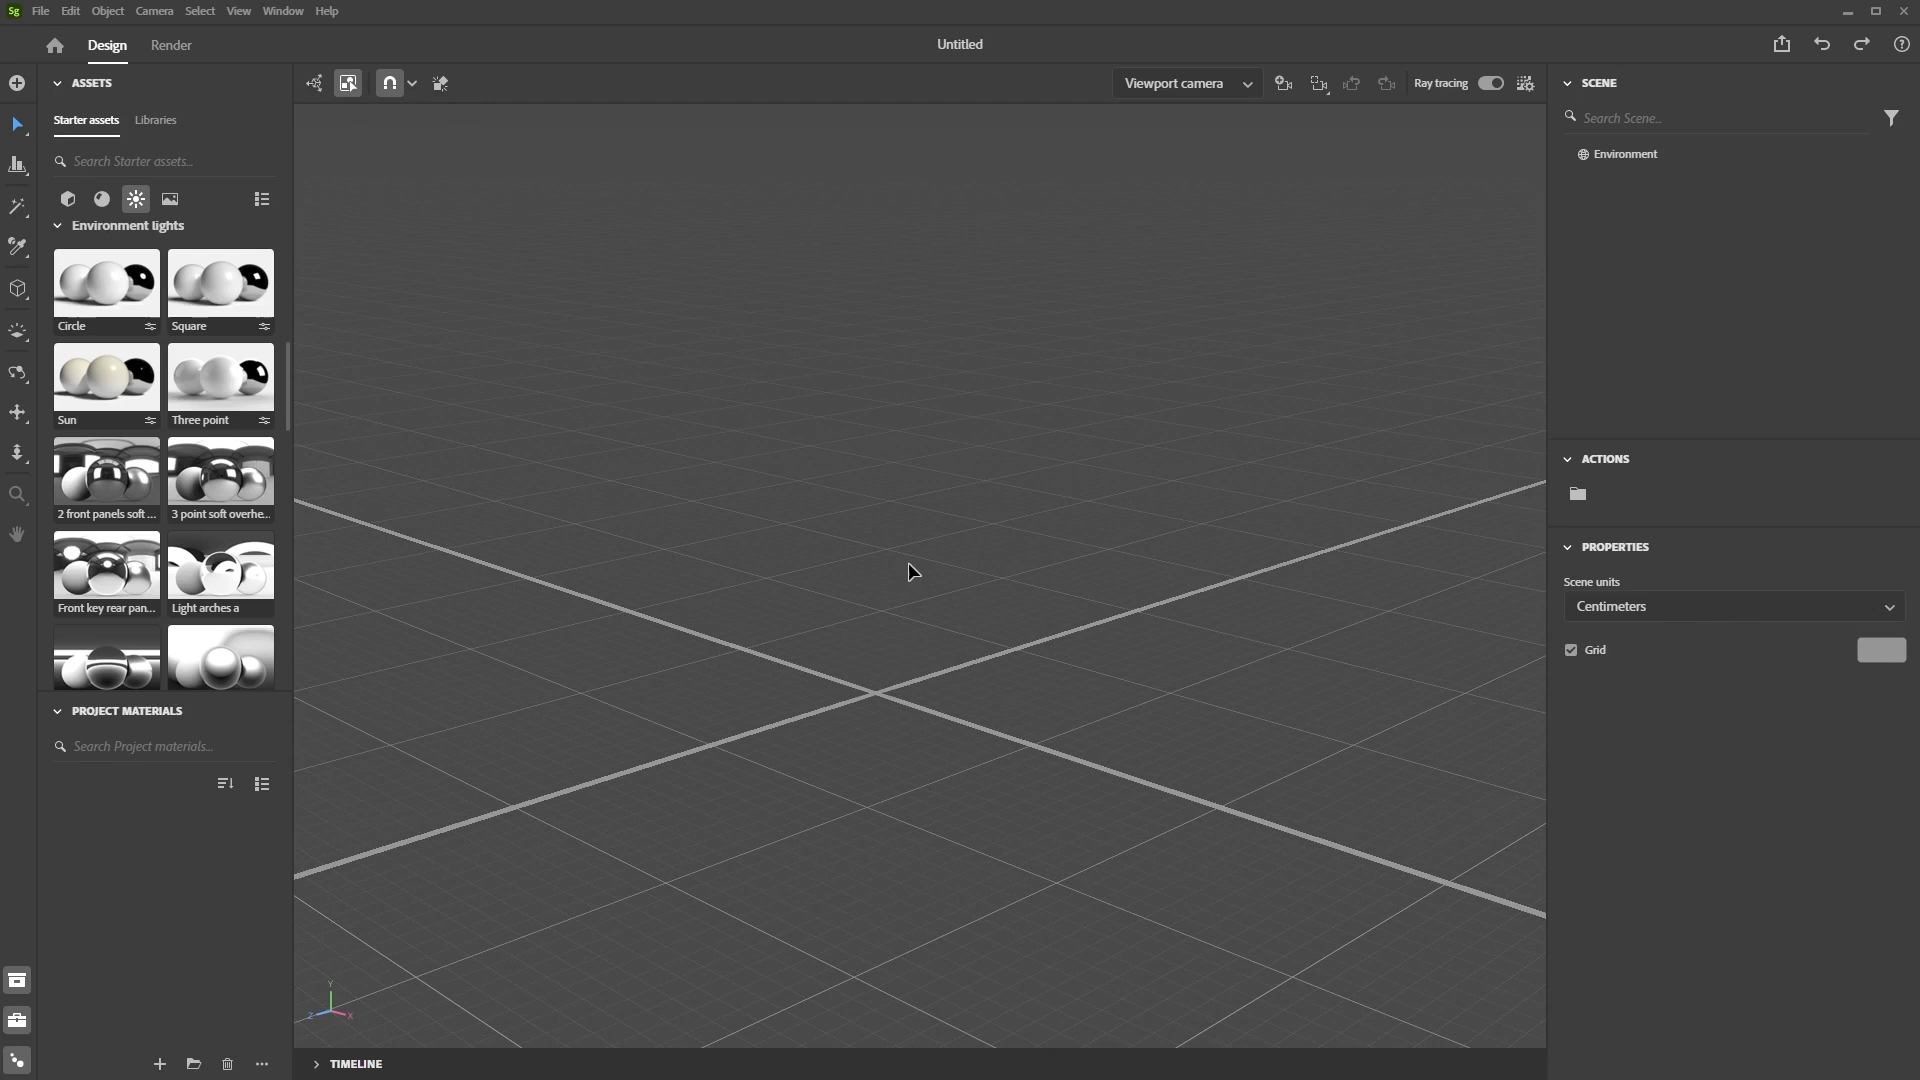 Sg File Edit Object Camera Select View Window Help
Design Render Untitled
ASSETS
Viewport camera Ray tracing
SCENE
Starter assets Libraries
Search Scene...
Search Starter assets...
Environment
Environment lights
Circle Square
Sun Three point
2 front panels soft ... 3 point soft overhe...
Front key rear pan... Light arches a
ACTIONS
PROPERTIES
Scene units
Centimeters
Grid
PROJECT MATERIALS
Search Project materials...
Y
Z X
TIMELINE